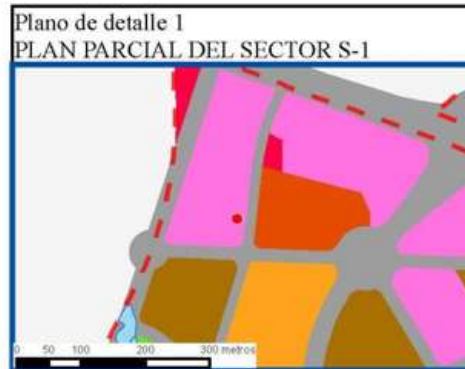 Plano de detalle 1
PLAN PARCIAL DEL SECTOR S-1
0 50 100 200 300 metros